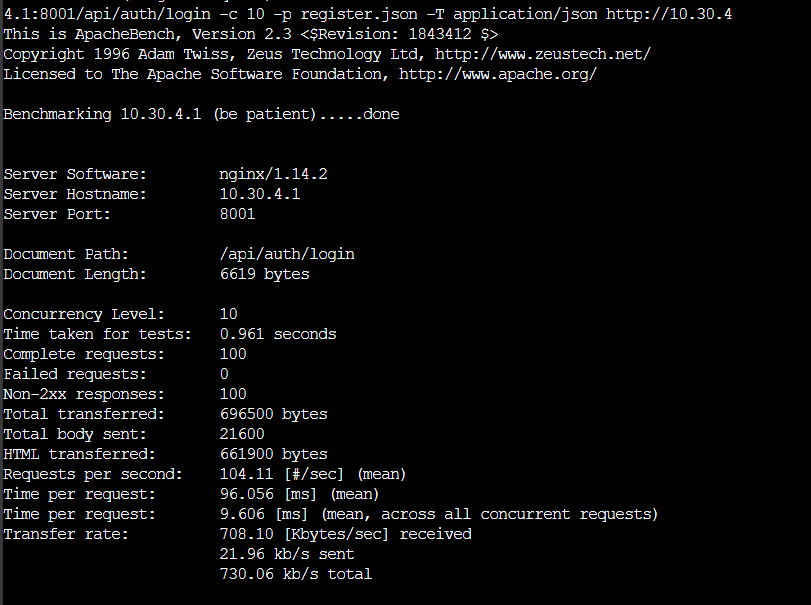 4.1:8001/api/auth/login -c 10 -p register.json -T application/json http://10.30.4
This is ApacheBench, Version 2.3 <$Revision: 1843412 $>
Copyright 1996 Adam Twiss, Zeus Technology Ltd, http://www.zeustech.net/
Licensed to The Apache Software Foundation, http://www.apache.org/

Benchmarking 10.30.4.1 (be patient).....done


Server Software:        nginx/1.14.2
Server Hostname:        10.30.4.1
Server Port:            8001

Document Path:          /api/auth/login
Document Length:        6619 bytes

Concurrency Level:      10
Time taken for tests:   0.961 seconds
Complete requests:      100
Failed requests:        0
Non-2xx responses:      100
Total transferred:      696500 bytes
Total body sent:        21600
HTML transferred:       661900 bytes
Requests per second:    104.11 [#/sec] (mean)
Time per request:       96.056 [ms] (mean)
Time per request:       9.606 [ms] (mean, across all concurrent requests)
Transfer rate:          708.10 [Kbytes/sec] received
                        21.96 kb/s sent
                        730.06 kb/s total